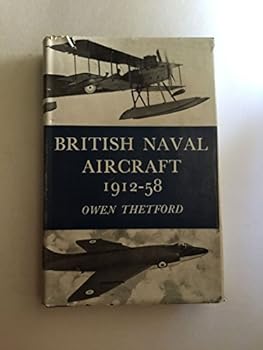 BRITISH NAVAL
AIRCRAFT
1912-58
OWEN THETFORD